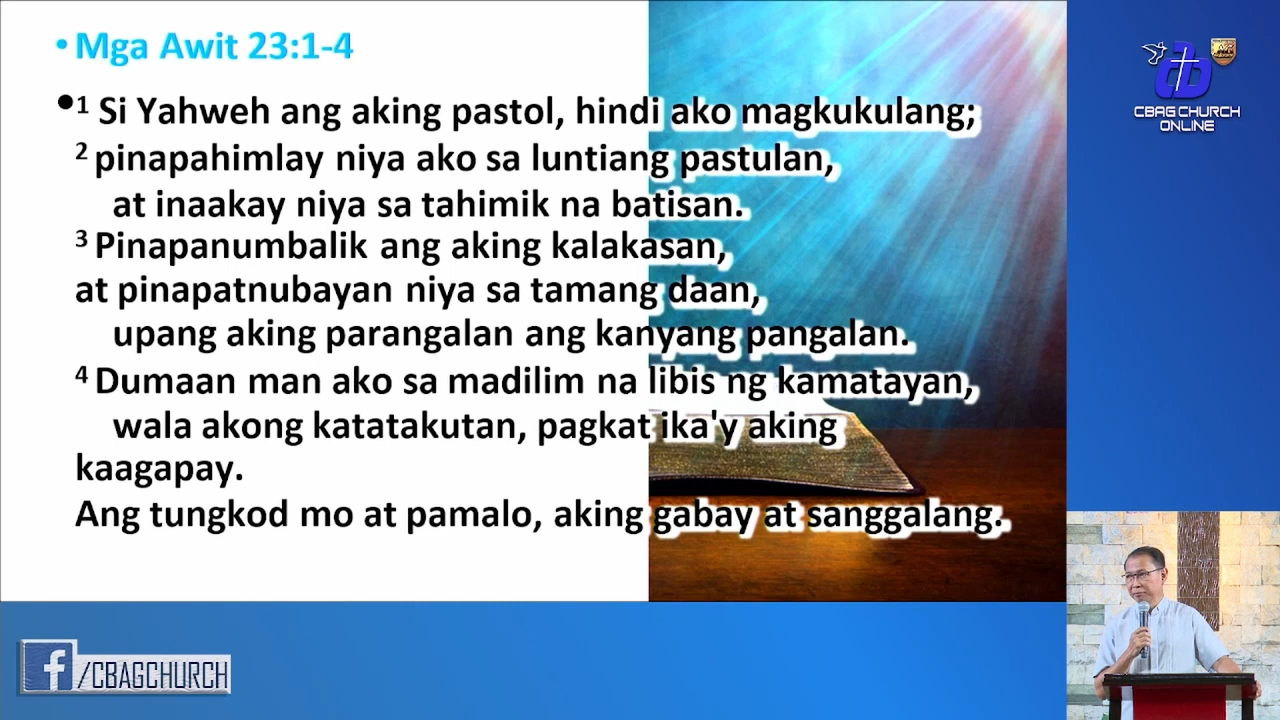 • Mga Awit 23:1-4
• 1 Si Yahweh ang aking pastol, hindi ako magkukulang;
2 pinapahimlay niya ako sa luntiang pastulan,
at inaakay niya sa tahimik na batisan.
3 Pinapanumbalik ang aking kalakasan,
at pinapatnubayan niya sa tamang daan,
upang aking parangalan ang kanyang pangalan.
4 Dumaan man ako sa madilim na libis ng kamatayan,
wala akong katatakutan, pagkat ika'y aking
kaagapay.
Ang tungkod mo at pamalo, aking gabay at sanggalang.
CBAG CHURCH
ONLINE
f/CBAGCHURCH